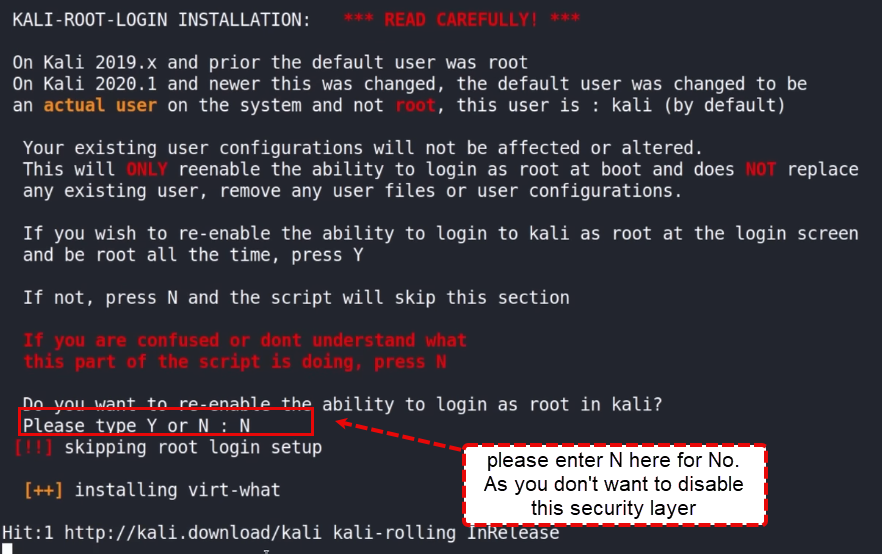 KALI-ROOT-LOGIN INSTALLATION: *** READ CAREFULLY! ***
On Kali 2019.x and prior the default user was root
On Kali 2020.1 and newer this was changed, the default user was changed to be
an actual user on the system and not root, this user is : kali (by default)
Your existing user configurations will not be affected or altered.
This will ONLY reenable the ability to login as root at boot and does NOT replace
any existing user, remove any user files or user configurations.
If you wish to re-enable the ability to login to kali as root at the login screen
and be root all the time, press Y
If not, press N and the script will skip this section
If you are confused or dont understand what
this part of the script is doing, press N
Do you want to re-enable the ability to login as root in kali?
Please type Y or N : N
[!!] skipping root login setup
please enter N here for No.
As you don't want to disable
this security layer
[++] installing virt-what
Hit:1 http://kali.download/kali kali-rolling InRelease